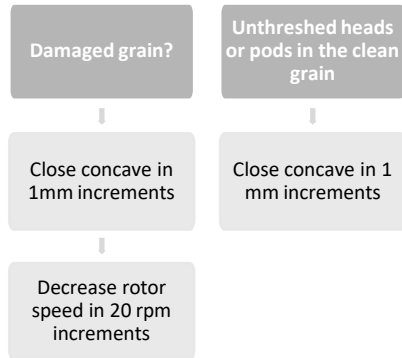 Damaged grain?
Close concave in
1mm increments
Decrease rotor
speed in 20 rpm
increments
Unthreshed heads
or pods in the clean
grain
Close concave in 1
mm increments